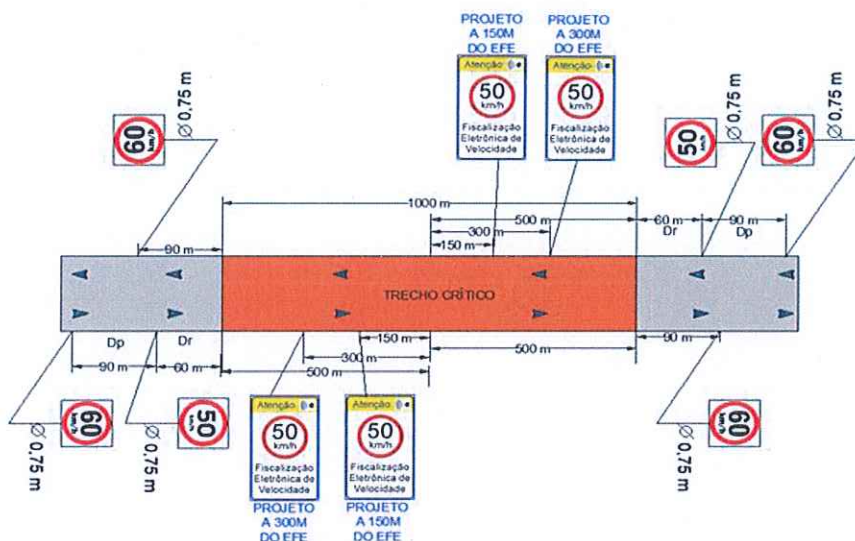 PROJETO
A 150M
DO EFE
PROJETO
A 300M
DO EFE
Atenção
50
km/h
Fiscalização
Eletrônica de
Velocidade
Atenção
50
km/h
Fiscalização
Eletrônica de
Velocidade
60
km/h
Ø 0,75 m
50
km/h
Ø 0,75 m
60
km/h
Ø 0,75 m
1000 m
500 m
60 m
Dr
90 m
Dp
300 m
150 m
90 m
TRECHO CRÍTICO
Dp
90 m
Dr
60 m
150 m
300 m
500 m
500 m
90 m
Ø 0,75 m
60
km/h
Ø 0,75 m
50
km/h
Atenção
50
km/h
Fiscalização
Eletrônica de
Velocidade
Atenção
50
km/h
Fiscalização
Eletrônica de
Velocidade
PROJETO
A 300M
DO EFE
PROJETO
A 150M
DO EFE
Ø 0,75 m
60
km/h